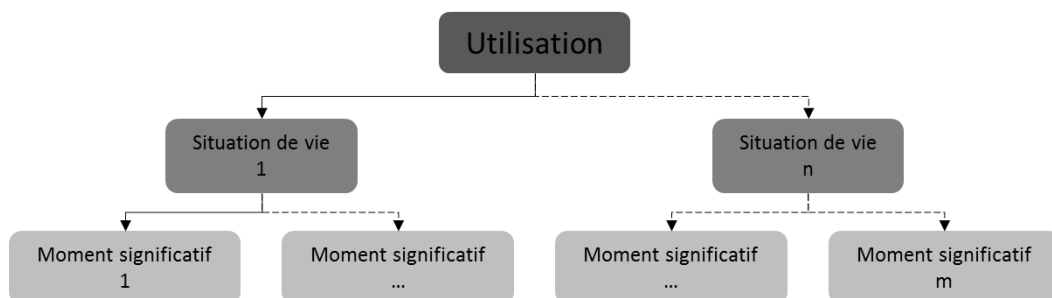 Utilisation
Situation de vie
1
Situation de vie
n
Moment significatif
1
Moment significatif
...
Moment significatif
...
Moment significatif
m